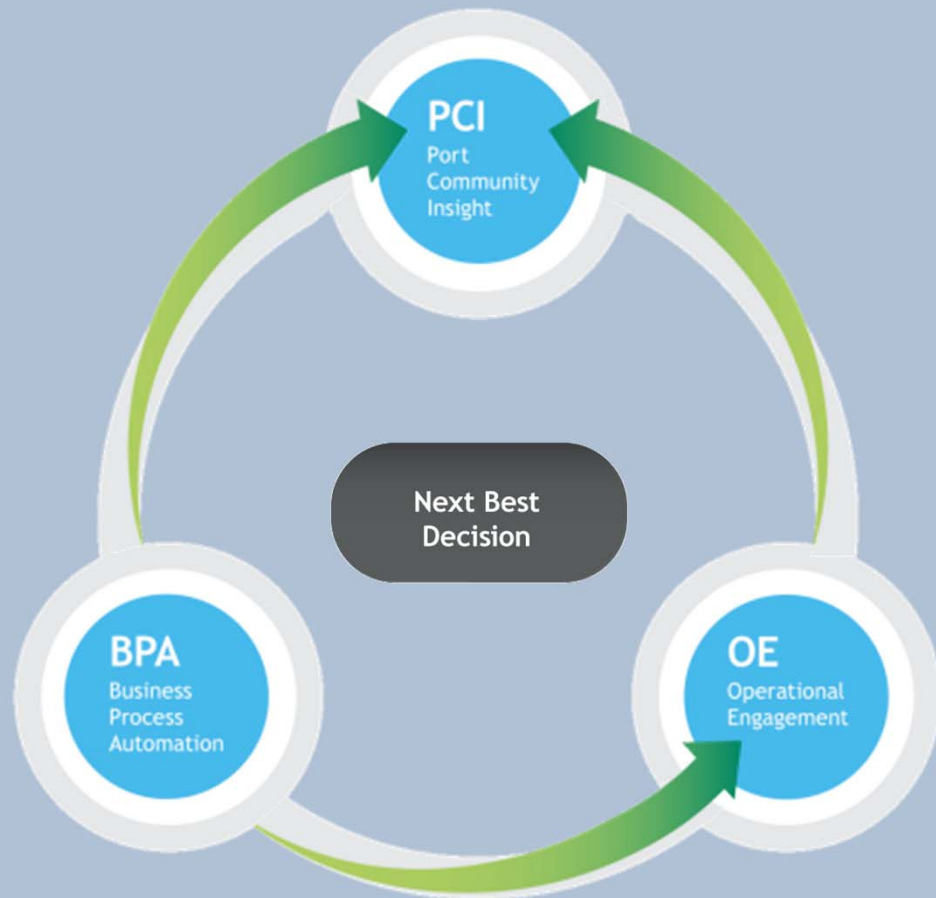 PCI
Port
Community
Insight
Next Best
Decision
BPA
Business
Process
Automation
OE
Operational
Engagement